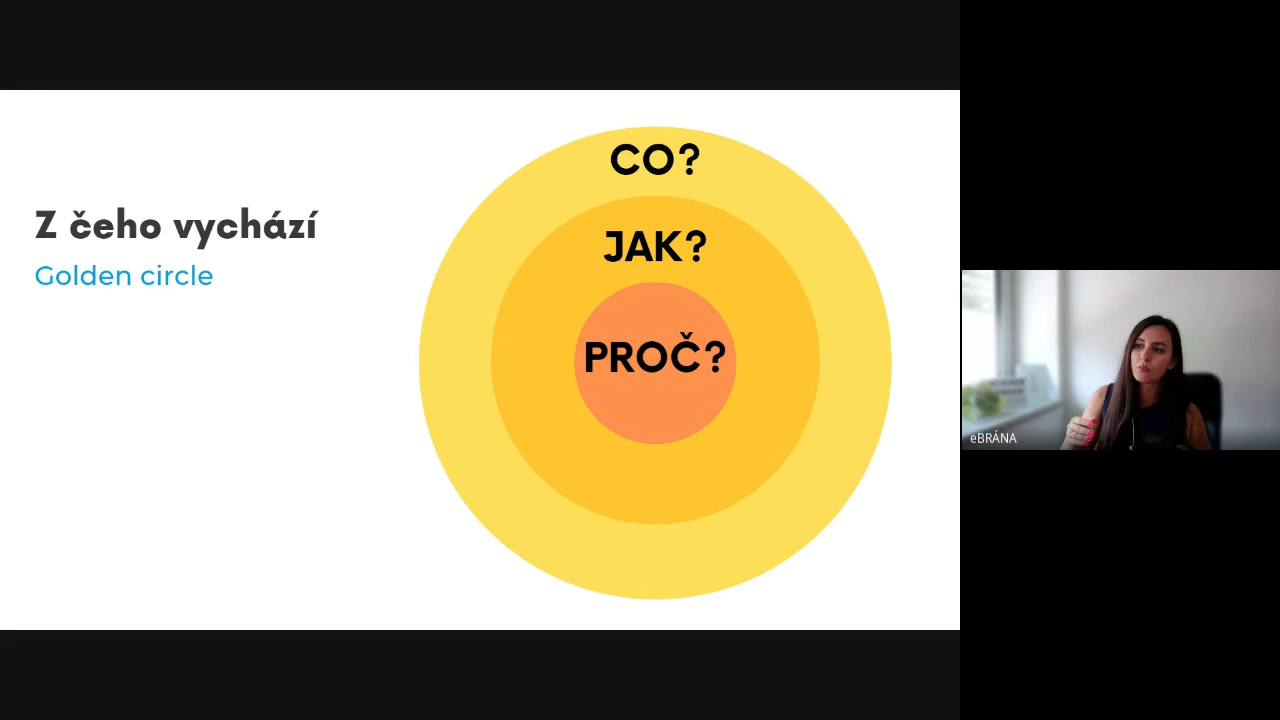 Z čeho vychází
Golden circle
CO?
JAK?
PROČ?
eBRÁNA